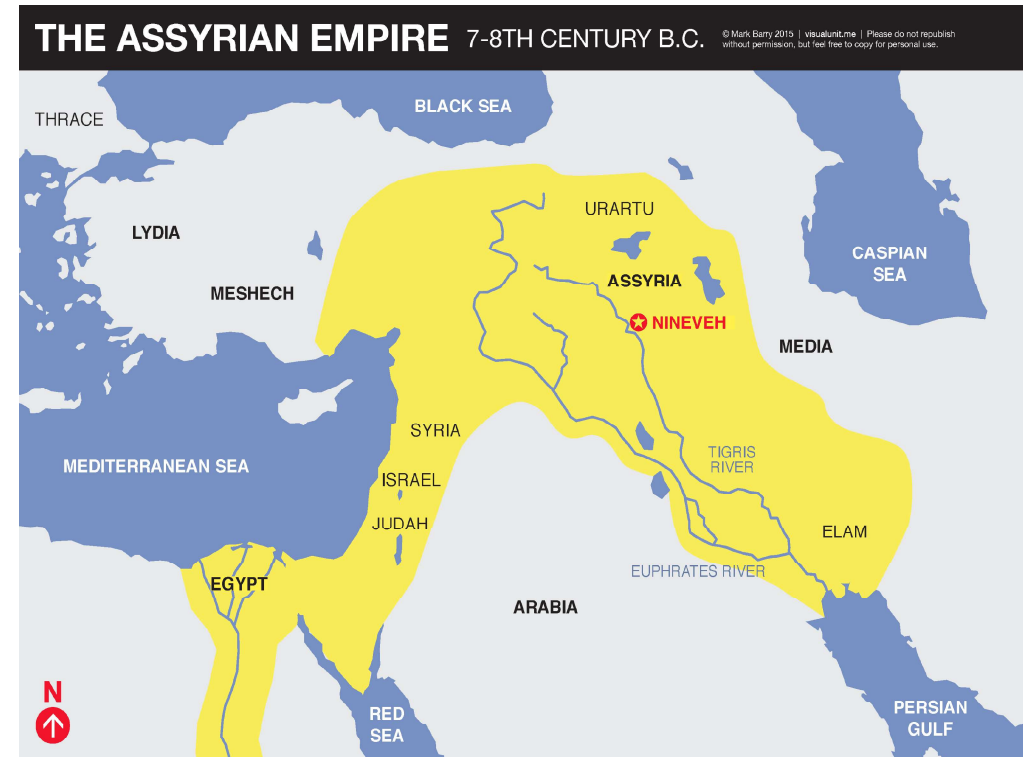 THE ASSYRIAN EMPIRE 7-8TH CENTURY B.C.
© Mark Barry 2015 | visualunit.me | Please do not republish
without permission, but feel free to copy for personal use.
BLACK SEA
THRACE
URARTU
LYDIA
CASPIAN
SEA
ASSYRIA
MESHECH
NINEVEH
MEDIA
SYRIA
MEDITERRANEAN SEA
TIGRIS
RIVER
ISRAEL
JUDAH
ELAM
EUPHRATES RIVER
EGYPT
ARABIA
N
RED
SEA
PERSIAN
GULF